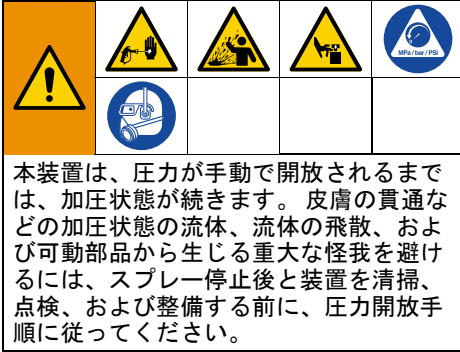 MPa/bar/PSI
本装置は、圧力が手動で開放されるまで
は、加圧状態が続きます。 皮膚の貫通な
どの加圧状態の流体、流体の飛散、およ
び可動部品から生じる重大な怪我を避け
るには、スプレー停止後と装置を清掃、
点検、および整備する前に、圧力開放手
順に従ってください。